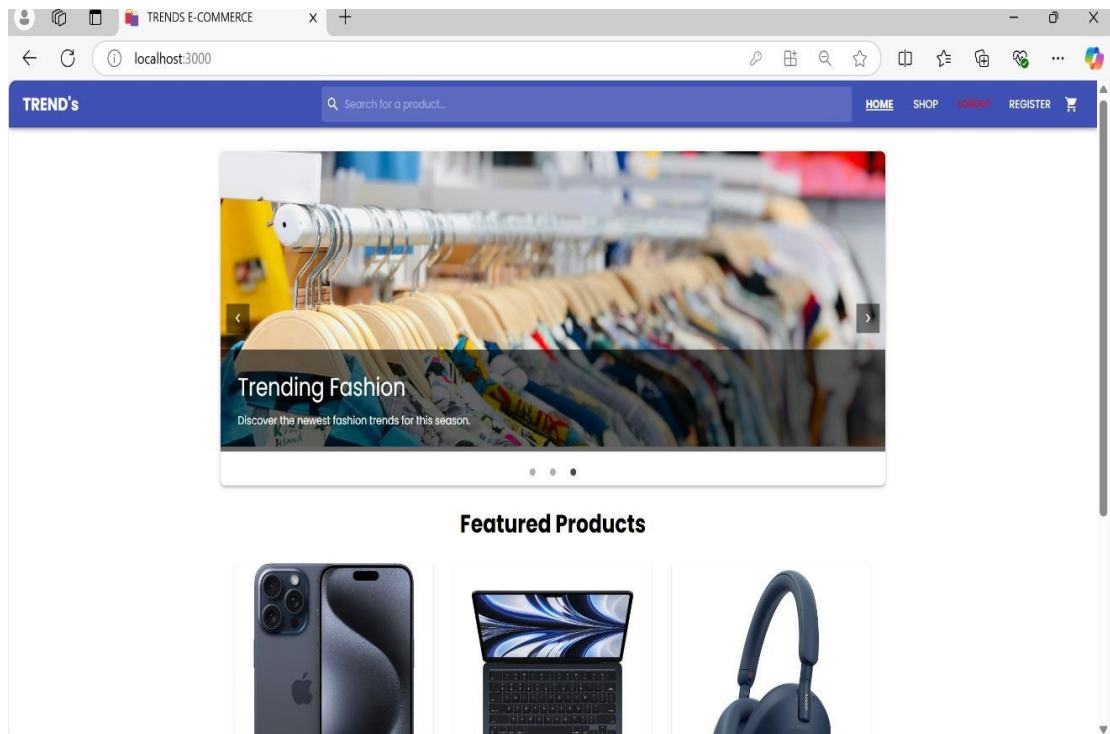 TRENDS E-COMMERCE
localhost:3000
TREND's
Search for a product...
HOME SHOP LOGOUT REGISTER
Trending Fashion
Discover the newest fashion trends for this season.
Featured Products